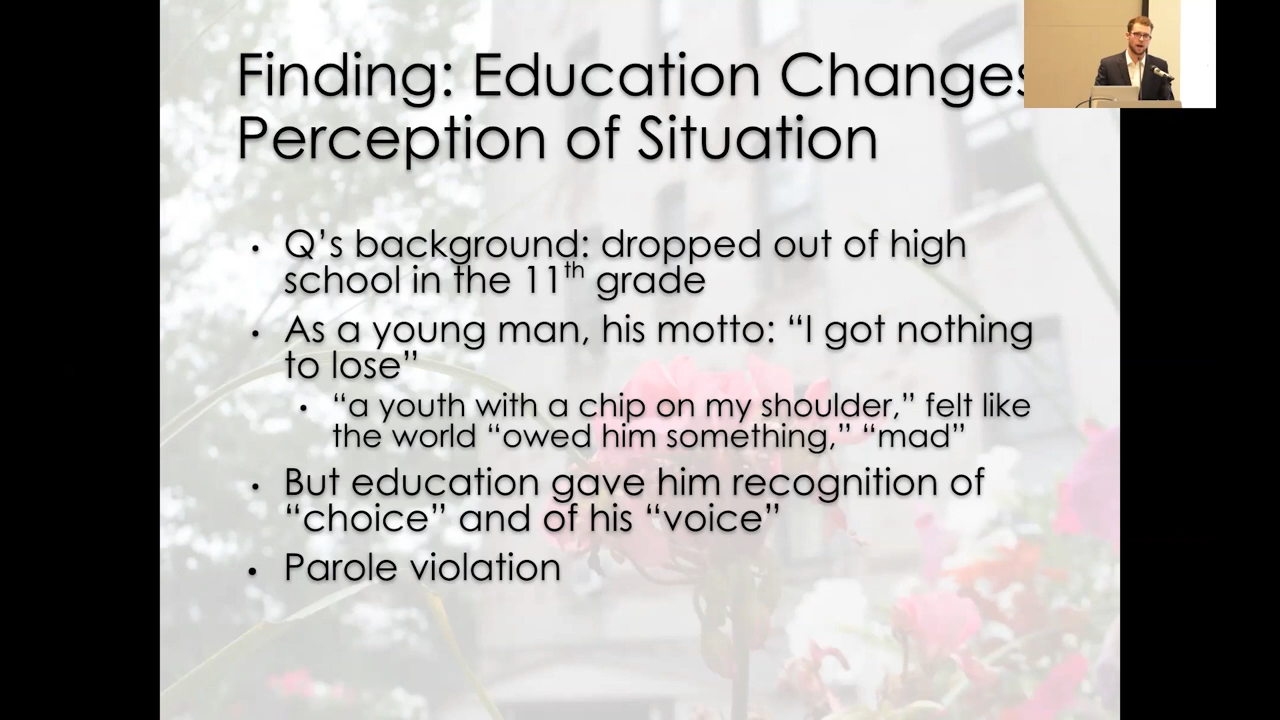 Finding: Education Changes
Perception of Situation
• Q’s background: dropped out of high
school in the 11th grade
• As a young man, his motto: “I got nothing
to lose”
• “a youth with a chip on my shoulder,” felt like
the world “owed him something,” “mad”
• But education gave him recognition of
“choice” and of his “voice”
• Parole violation